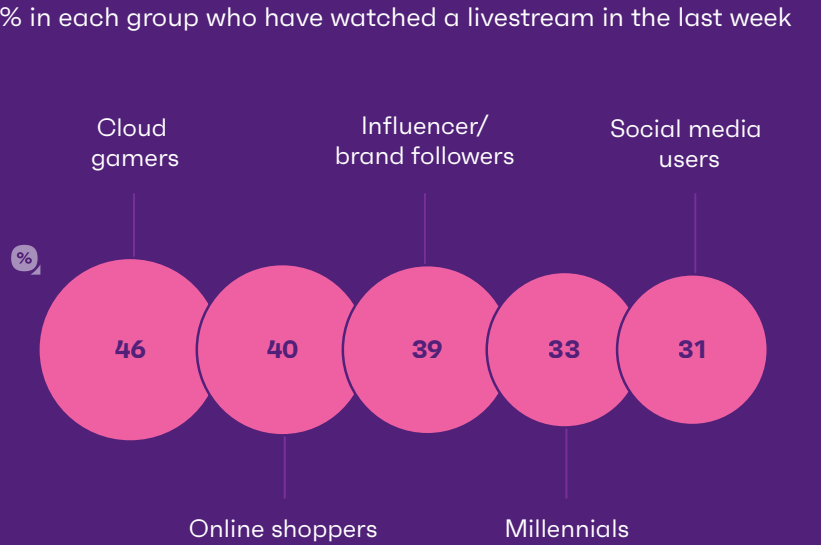 % in each group who have watched a livestream in the last week
Cloud
gamers
Influencer/
brand followers
Social media
users
%
46
40
39
33
31
Online shoppers
Millennials